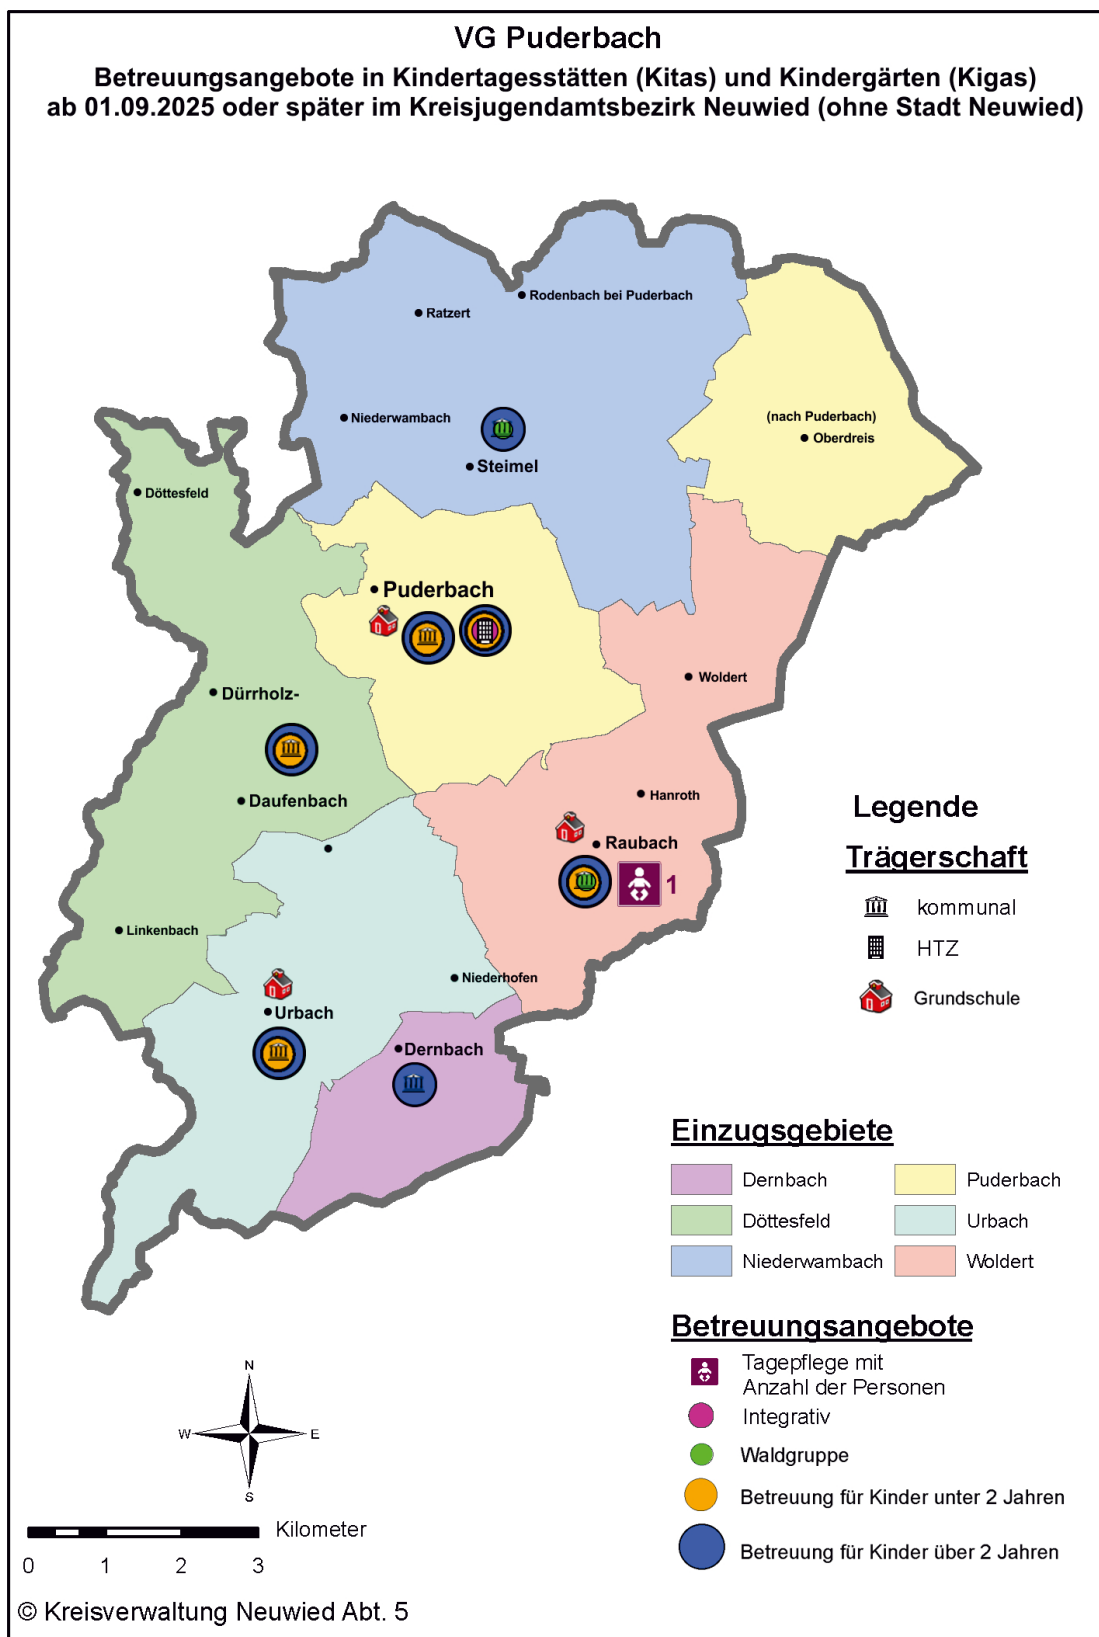 VG Puderbach
Betreuungsangebote in Kindertagesstätten (Kitas) und Kindergärten (Kigas)
ab 01.09.2025 oder später im Kreisjugendamtsbezirk Neuwied (ohne Stadt Neuwied)
Rodenbach bei Puderbach
Ratzert
Niederwambach
(nach Puderbach)
Oberdreis
Steimel
Döttesfeld
Puderbach
Woldert
Dürrholz-
Daufenbach
Hanroth
Raubach
1
Linkenbach
Niederhofen
Urbach
Dernbach
Legende
Trägerschaft
kommunal
HTZ
Grundschule
Einzugsgebiete
Dernbach
Puderbach
Döttesfeld
Urbach
Niederwambach
Woldert
Betreuungsangebote
Tagepflege mit
Anzahl der Personen
Integrativ
Waldgruppe
Betreuung für Kinder unter 2 Jahren
Betreuung für Kinder über 2 Jahren
N
W
E
S
Kilometer
0 1 2 3
© Kreisverwaltung Neuwied Abt. 5